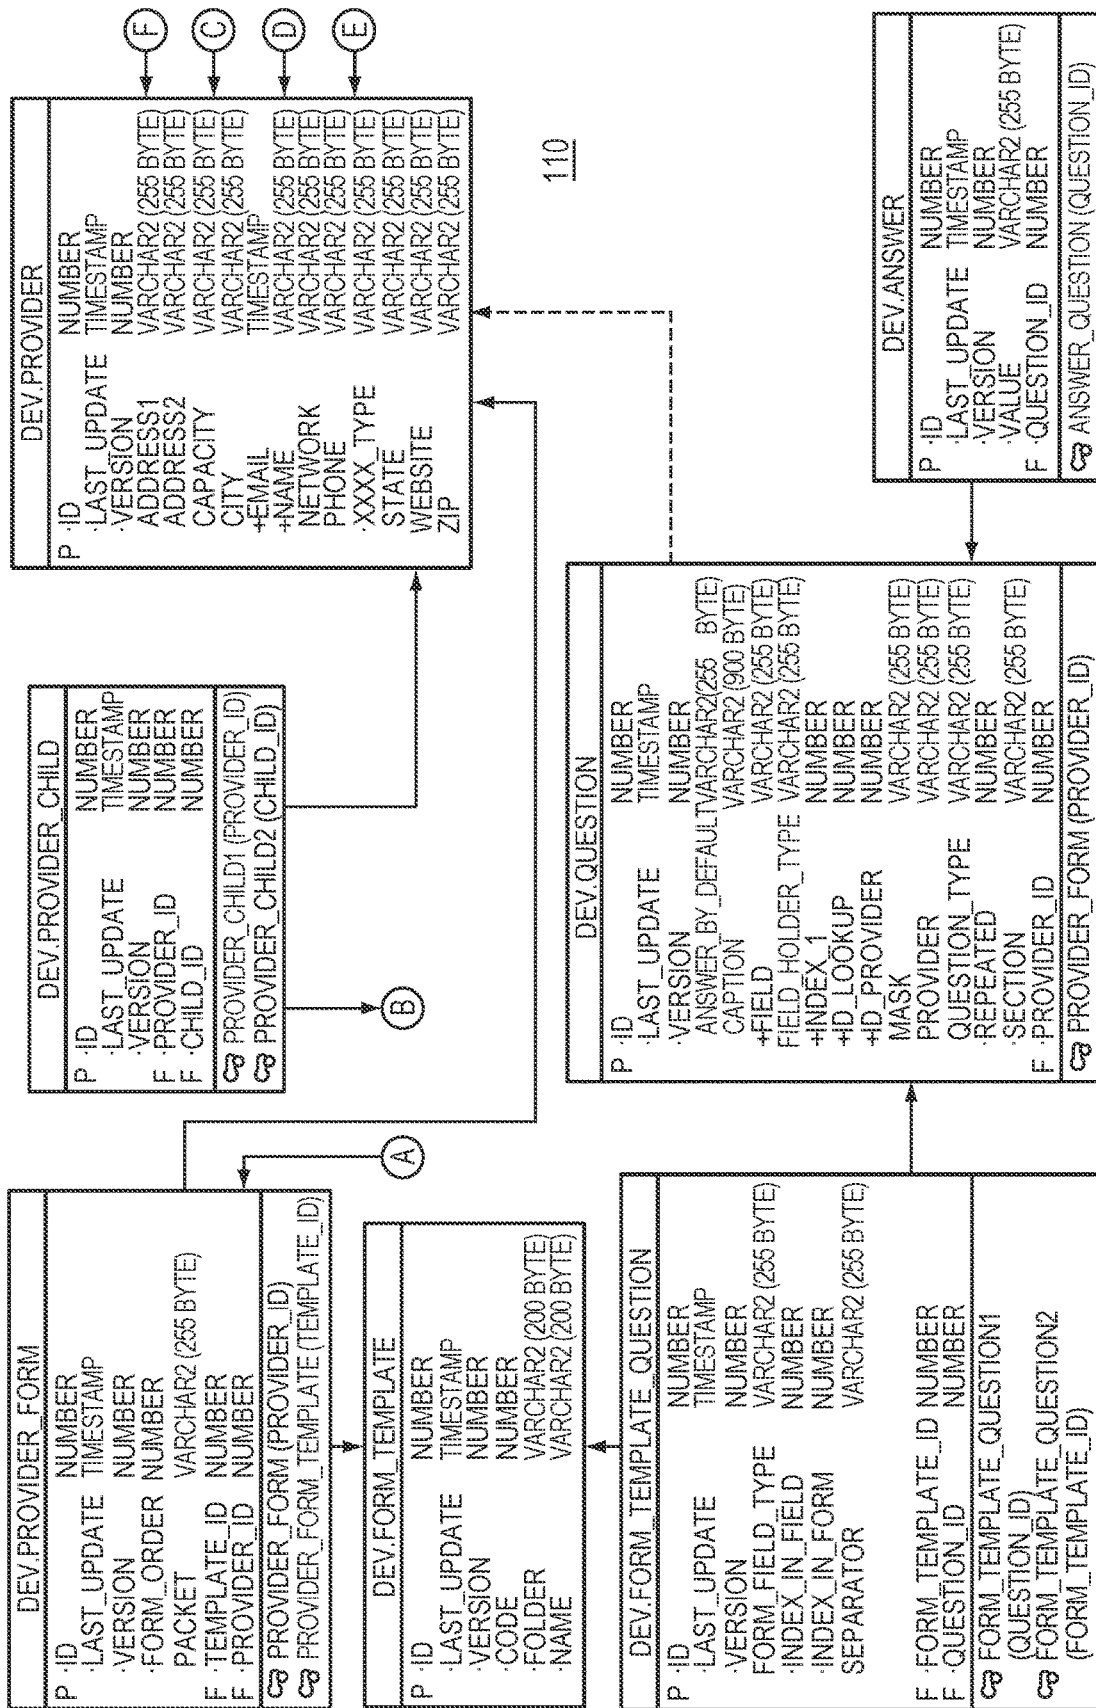 DEV.PROVIDER_FORM
P ·ID NUMBER
·LAST_UPDATE TIMESTAMP
·VERSION NUMBER
·FORM_ORDER NUMBER
PACKET VARCHAR2 (255 BYTE)
F ·TEMPLATE_ID NUMBER
F ·PROVIDER_ID NUMBER
PROVIDER_FORM (PROVIDER_ID)
PROVIDER_FORM_TEMPLATE (TEMPLATE_ID)
A
DEV.PROVIDER_CHILD
P ·ID NUMBER
·LAST_UPDATE TIMESTAMP
·VERSION NUMBER
F ·PROVIDER_ID NUMBER
F ·CHILD_ID NUMBER
PROVIDER_CHILD1 (PROVIDER_ID)
PROVIDER_CHILD2 (CHILD_ID)
B
DEV.PROVIDER
P ·ID NUMBER
·LAST_UPDATE TIMESTAMP
·VERSION NUMBER
ADDRESS1 VARCHAR2 (255 BYTE)
ADDRESS2 VARCHAR2 (255 BYTE)
CAPACITY VARCHAR2 (255 BYTE)
CITY VARCHAR2 (255 BYTE)
+EMAIL TIMESTAMP
+NAME VARCHAR2 (255 BYTE)
NETWORK VARCHAR2 (255 BYTE)
PHONE VARCHAR2 (255 BYTE)
·XXXX_TYPE VARCHAR2 (255 BYTE)
STATE VARCHAR2 (255 BYTE)
WEBSITE VARCHAR2 (255 BYTE)
ZIP VARCHAR2 (255 BYTE)
F
C
D
E
110
DEV.FORM_TEMPLATE
P ·ID NUMBER
·LAST_UPDATE TIMESTAMP
·VERSION NUMBER
·CODE NUMBER
·FOLDER VARCHAR2 (200 BYTE)
·NAME VARCHAR2 (200 BYTE)
DEV.FORM_TEMPLATE_QUESTION
P ·ID NUMBER
·LAST_UPDATE TIMESTAMP
·VERSION NUMBER
FORM_FIELD_TYPE VARCHAR2 (255 BYTE)
·INDEX_IN_FIELD NUMBER
·INDEX_IN_FORM NUMBER
SEPARATOR VARCHAR2 (255 BYTE)
F ·FORM_TEMPLATE_ID NUMBER
F ·QUESTION_ID NUMBER
FORM_TEMPLATE_QUESTION1
(QUESTION_ID)
FORM_TEMPLATE_QUESTION2
(FORM_TEMPLATE_ID)
DEV.QUESTION
P ·ID NUMBER
·LAST_UPDATE TIMESTAMP
·VERSION NUMBER
ANSWER_BY_DEFAULT VARCHAR2(255 BYTE)
CAPTION VARCHAR2 (900 BYTE)
+FIELD VARCHAR2 (255 BYTE)
FIELD_HOLDER_TYPE VARCHAR2 (255 BYTE)
+INDEX_1 NUMBER
+ID_LOOKUP NUMBER
+ID_PROVIDER NUMBER
MASK VARCHAR2 (255 BYTE)
PROVIDER VARCHAR2 (255 BYTE)
QUESTION_TYPE VARCHAR2 (255 BYTE)
·REPEATED NUMBER
·SECTION VARCHAR2 (255 BYTE)
F ·PROVIDER_ID NUMBER
PROVIDER_FORM (PROVIDER_ID)
DEV.ANSWER
P ·ID NUMBER
·LAST_UPDATE TIMESTAMP
·VERSION NUMBER
·VALUE VARCHAR2 (255 BYTE)
F ·QUESTION_ID NUMBER
ANSWER_QUESTION (QUESTION_ID)